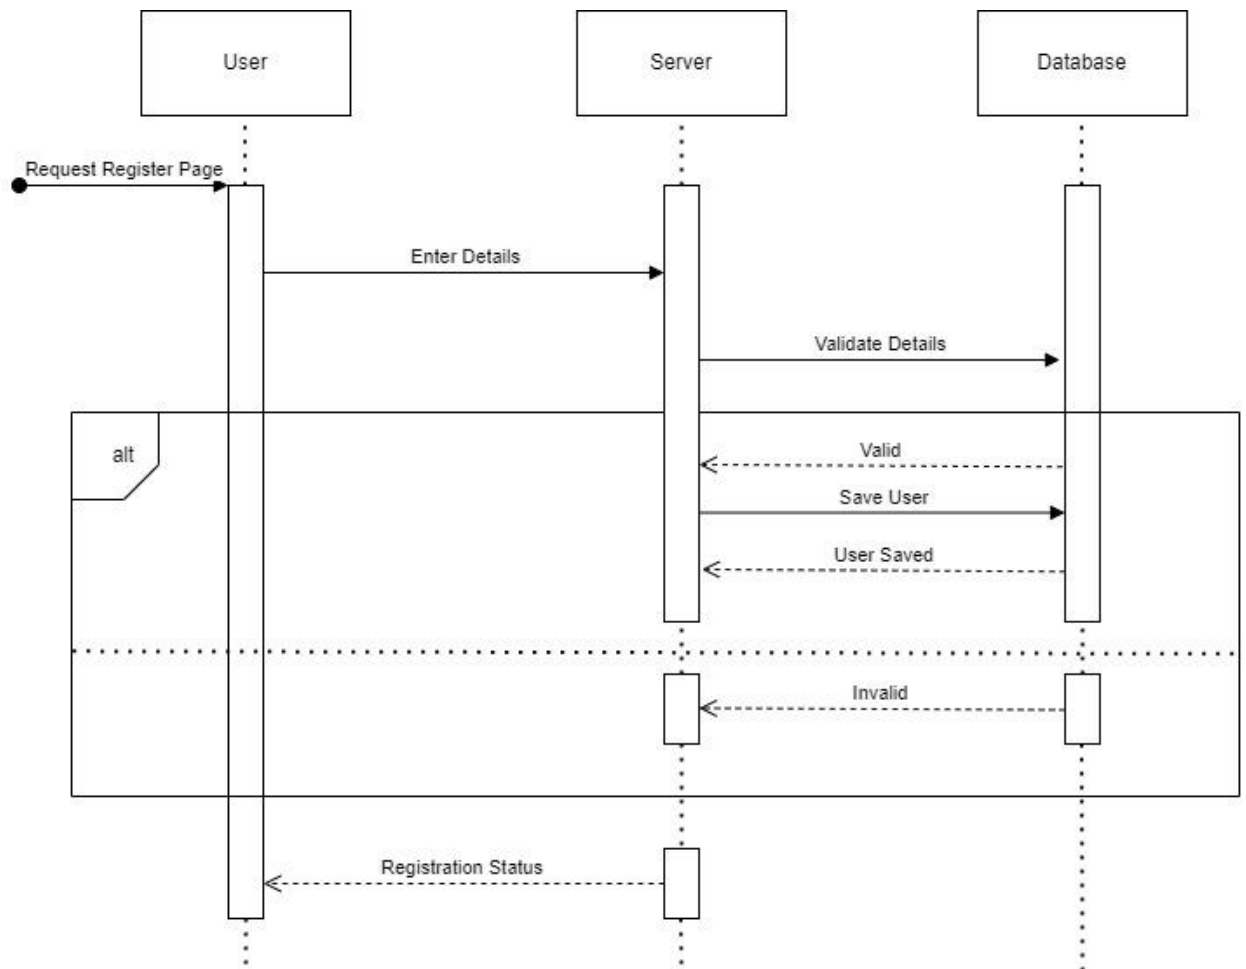 User
Server
Database
Request Register Page
Enter Details
Validate Details
alt
Valid
Save User
User Saved
Invalid
Registration Status